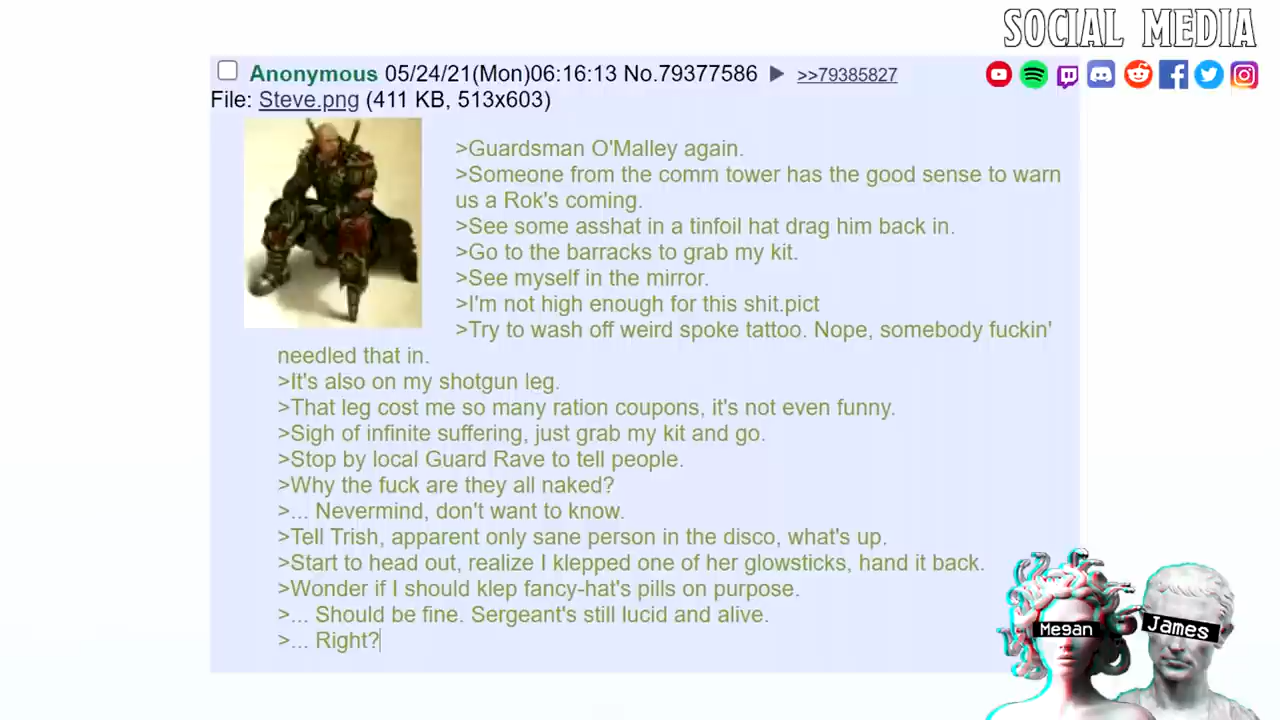 SOCIAL MEDIA
Anonymous 05/24/21(Mon)06:16:13 No.79377586 ▶ >>79385827
File: Steve.png (411 KB, 513x603)
>Guardsman O'Malley again.
>Someone from the comm tower has the good sense to warn
us a Rok's coming.
>See some asshat in a tinfoil hat drag him back in.
>Go to the barracks to grab my kit.
>See myself in the mirror.
>I'm not high enough for this shit.pict
>Try to wash off weird spoke tattoo. Nope, somebody fuckin'
needled that in.
>It's also on my shotgun leg.
>That leg cost me so many ration coupons, it's not even funny.
>Sigh of infinite suffering, just grab my kit and go.
>Stop by local Guard Rave to tell people.
>Why the fuck are they all naked?
>... Nevermind, don't want to know.
>Tell Trish, apparent only sane person in the disco, what's up.
>Start to head out, realize I klepped one of her glowsticks, hand it back.
>Wonder if I should klep fancy-hat's pills on purpose.
>... Should be fine. Sergeant's still lucid and alive.
>... Right?
Megan
James